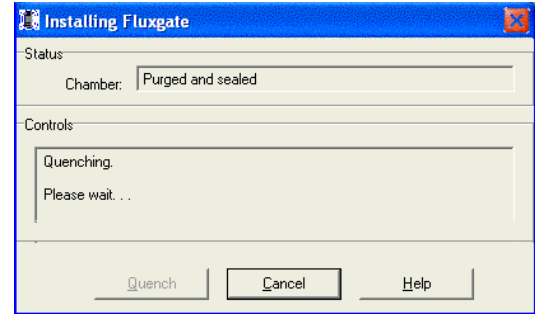 Installing Fluxgate
Status
Chamber: Purged and sealed
Controls
Quenching.
Please wait. . .
Quench Cancel Help